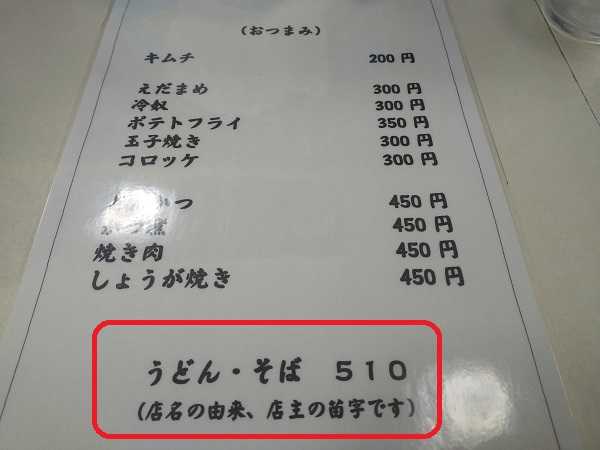 (おつまみ)
キムチ 200 円
えだまめ 300 円
冷奴 300 円
ポテトフライ 350 円
玉子焼き 300 円
コロッケ 300 円
かつ 450 円
450 円
焼き肉 450 円
しょうが焼き 450 円
うどん・そば 510
(店名の由来、店主の苗字です)